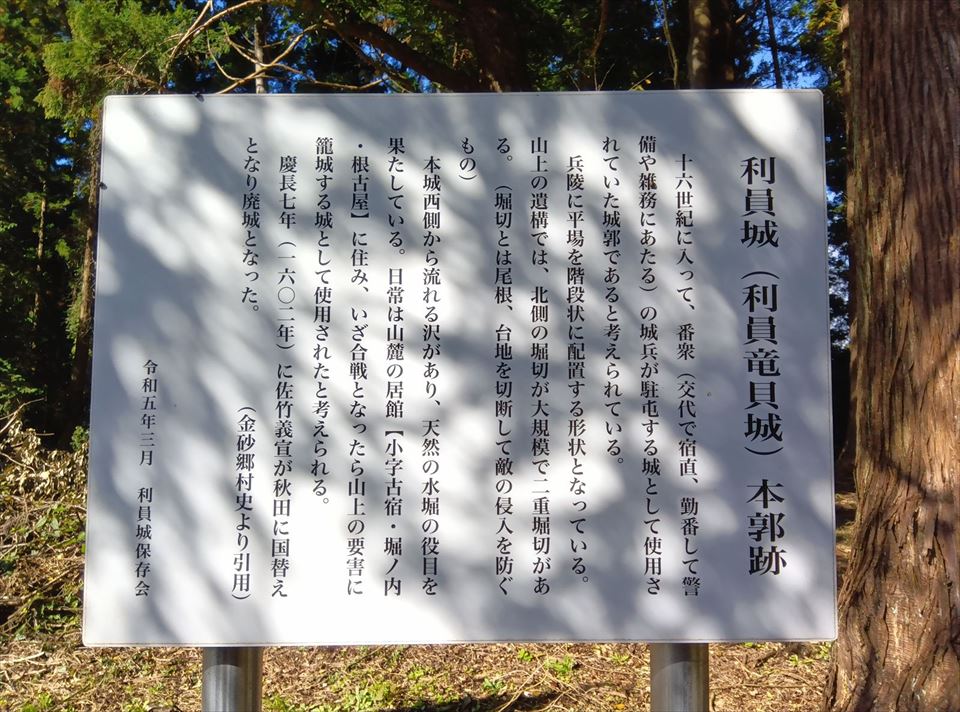 利員城（利員竜貝城）本郭跡
十六世紀に入って、番衆（交代で宿直、勤番して警
備や雑務にあたる）の城兵が駐屯する城として使用さ
れていた城郭であると考えられている。
兵陵に平場を階段状に配置する形状となっている。
山上の遺構では、北側の堀切が大規模で二重堀切があ
る。（堀切とは尾根、台地を切断して敵の侵入を防ぐ
もの）
本城西側から流れる沢があり、天然の水堀の役目を
果たしている。日常は山麓の居館【小字古宿・堀ノ内
・根古屋】に住み、いざ合戦となったら山上の要害に
籠城する城として使用されたと考えられる。
慶長七年（一六〇二年）に佐竹義宣が秋田に国替え
となり廃城となった。
（金砂郷村史より引用）
令和五年三月　利員城保存会